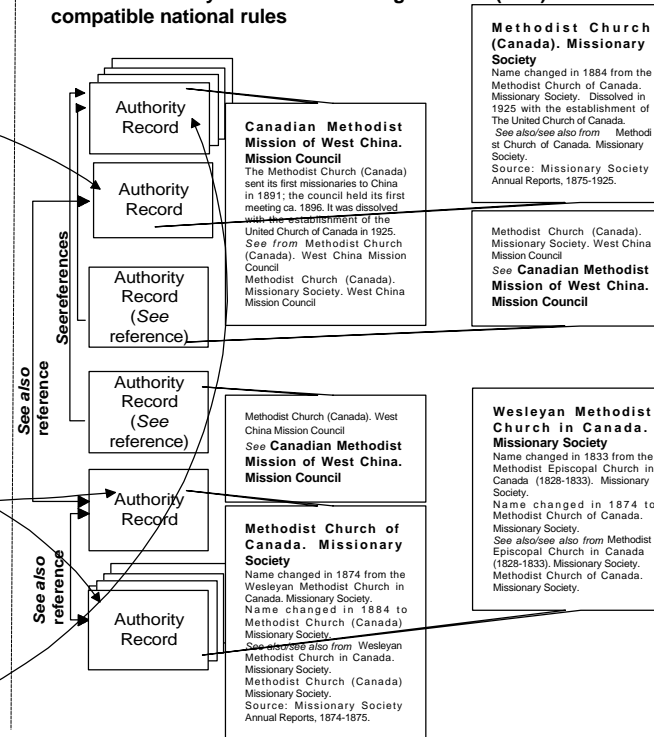 compatible national rules
Authority
Record
Authority
Record
Authority
Record
(See
reference)
Authority
Record
(See
reference)
Authority
Record
Authority
Record
See references
See also
reference
See also
reference
Canadian Methodist
Mission of West China.
Mission Council
The Methodist Church (Canada)
sent its first missionaries to China
in 1891; the council held its first
meeting ca. 1896. It was dissolved
with the establishment of the
United Church of Canada in 1925.
See from Methodist Church
(Canada). West China Mission
Council
Methodist Church (Canada).
Missionary Society. West China
Mission Council
Methodist Church (Canada). West
China Mission Council
See Canadian Methodist
Mission of West China.
Mission Council
Methodist Church of
Canada. Missionary
Society
Name changed in 1874 from the
Wesleyan Methodist Church in
Canada. Missionary Society.
Name changed in 1884 to
Methodist Church (Canada)
Missionary Society.
See also/see also from Wesleyan
Methodist Church in Canada.
Missionary Society.
Methodist Church (Canada)
Missionary Society.
Source: Missionary Society
Annual Reports, 1874-1875.
Methodist Church
(Canada). Missionary
Society
Name changed in 1884 from the
Methodist Church of Canada.
Missionary Society. Dissolved in
1925 with the establishment of
The United Church of Canada.
See also/see also from Methodi
st Church of Canada. Missionary
Society.
Source: Missionary Society
Annual Reports, 1875-1925.
Methodist Church (Canada).
Missionary Society. West China
Mission Council
See Canadian Methodist
Mission of West China.
Mission Council
Wesleyan Methodist
Church in Canada.
Missionary Society
Name changed in 1833 from the
Methodist Episcopal Church in
Canada (1828-1833). Missionary
Society.
Name changed in 1874 to
Methodist Church of Canada.
Missionary Society.
See also/see also from Methodist
Episcopal Church in Canada
(1828-1833). Missionary Society.
Methodist Church of Canada.
Missionary Society.